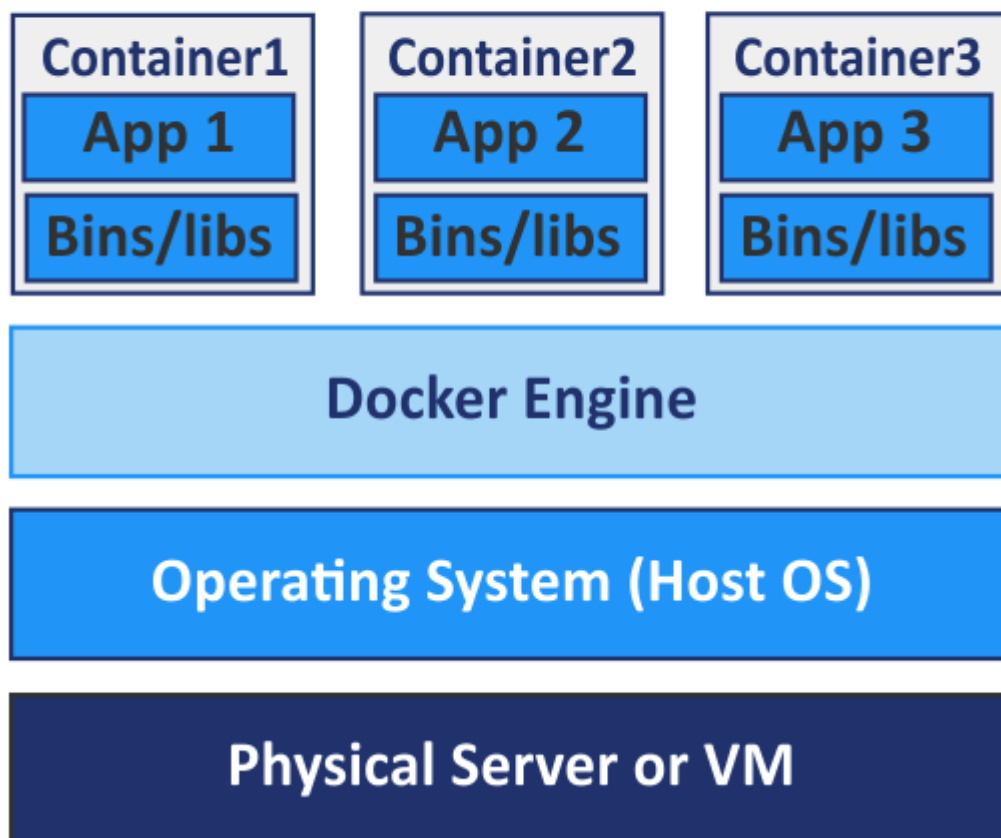 Container1
App 1
Bins/libs
Container2
App 2
Bins/libs
Container3
App 3
Bins/libs
Docker Engine
Operating System (Host OS)
Physical Server or VM